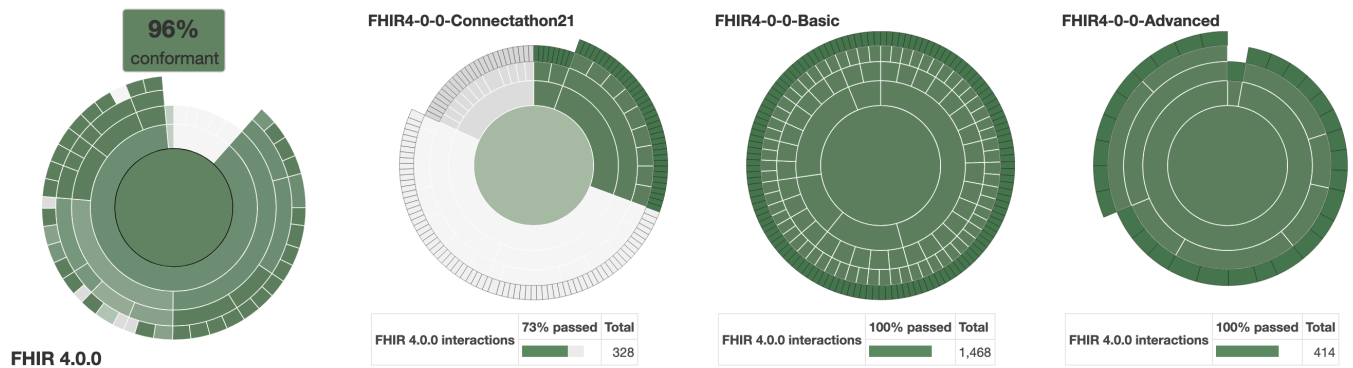 96%
conformant
FHIR 4.0.0
FHIR4-0-0-Connectathon21
73% passed Total
FHIR 4.0.0 interactions
328
FHIR4-0-0-Basic
100% passed Total
FHIR 4.0.0 interactions
1,468
FHIR4-0-0-Advanced
100% passed Total
FHIR 4.0.0 interactions
414